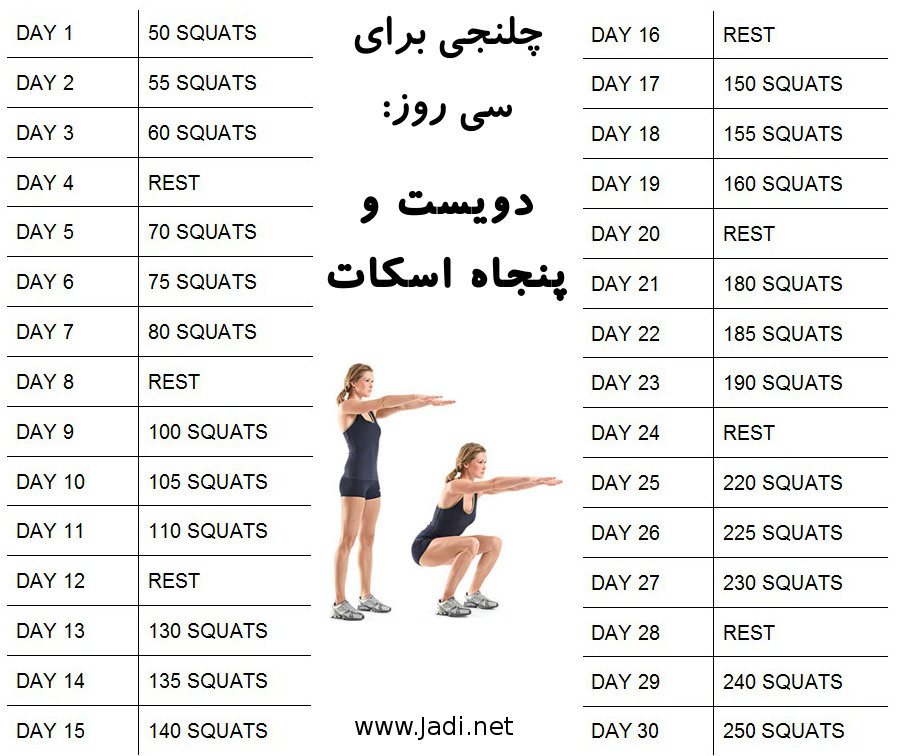 DAY 1 50 SQUATS
DAY 2 55 SQUATS
DAY 3 60 SQUATS
DAY 4 REST
DAY 5 70 SQUATS
DAY 6 75 SQUATS
DAY 7 80 SQUATS
DAY 8 REST
DAY 9 100 SQUATS
DAY 10 105 SQUATS
DAY 11 110 SQUATS
DAY 12 REST
DAY 13 130 SQUATS
DAY 14 135 SQUATS
DAY 15 140 SQUATS
چلنجی برای
سی روز:
دویست و
پنجاه اسکات
www.Jadi.net
DAY 16 REST
DAY 17 150 SQUATS
DAY 18 155 SQUATS
DAY 19 160 SQUATS
DAY 20 REST
DAY 21 180 SQUATS
DAY 22 185 SQUATS
DAY 23 190 SQUATS
DAY 24 REST
DAY 25 220 SQUATS
DAY 26 225 SQUATS
DAY 27 230 SQUATS
DAY 28 REST
DAY 29 240 SQUATS
DAY 30 250 SQUATS